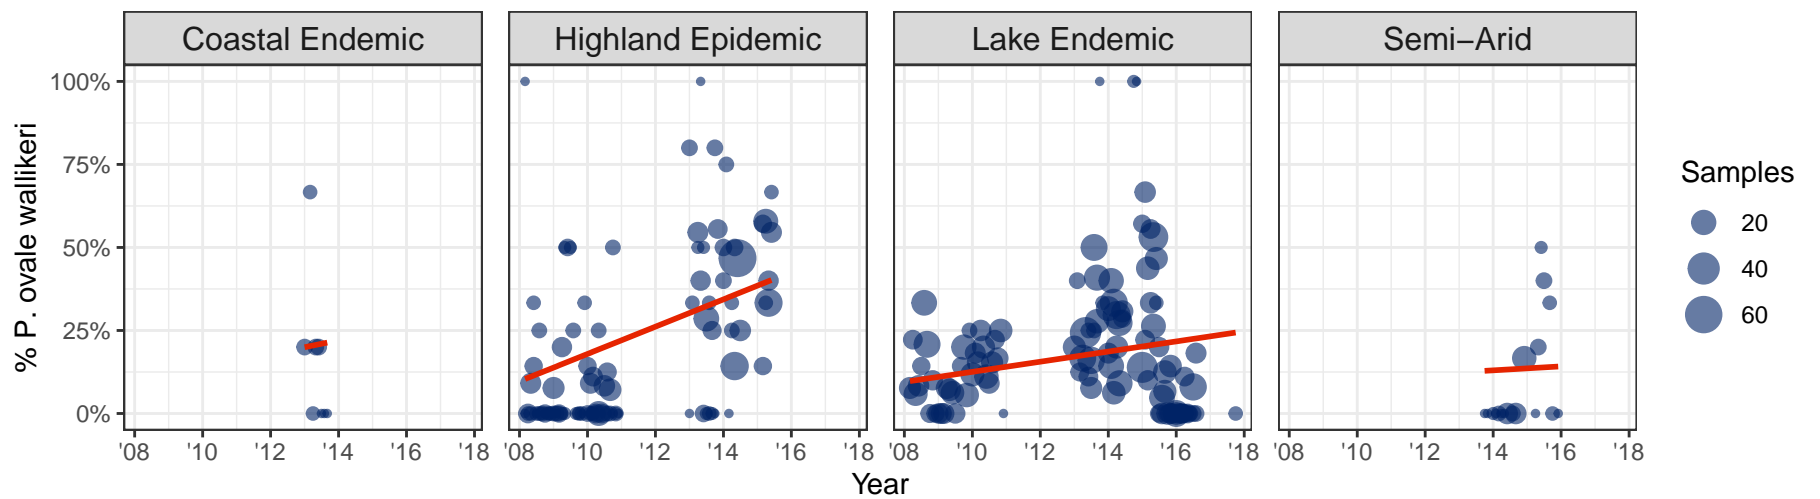 Coastal Endemic
Highland Epidemic
Lake Endemic
Semi−Arid
% P. ovale wallikeri
100%
75%
50%
25%
0%
'08 '10 '12 '14 '16 '18
'08 '10 '12 '14 '16 '18
'08 '10 '12 '14 '16 '18
'08 '10 '12 '14 '16 '18
Year
Samples
20
40
60